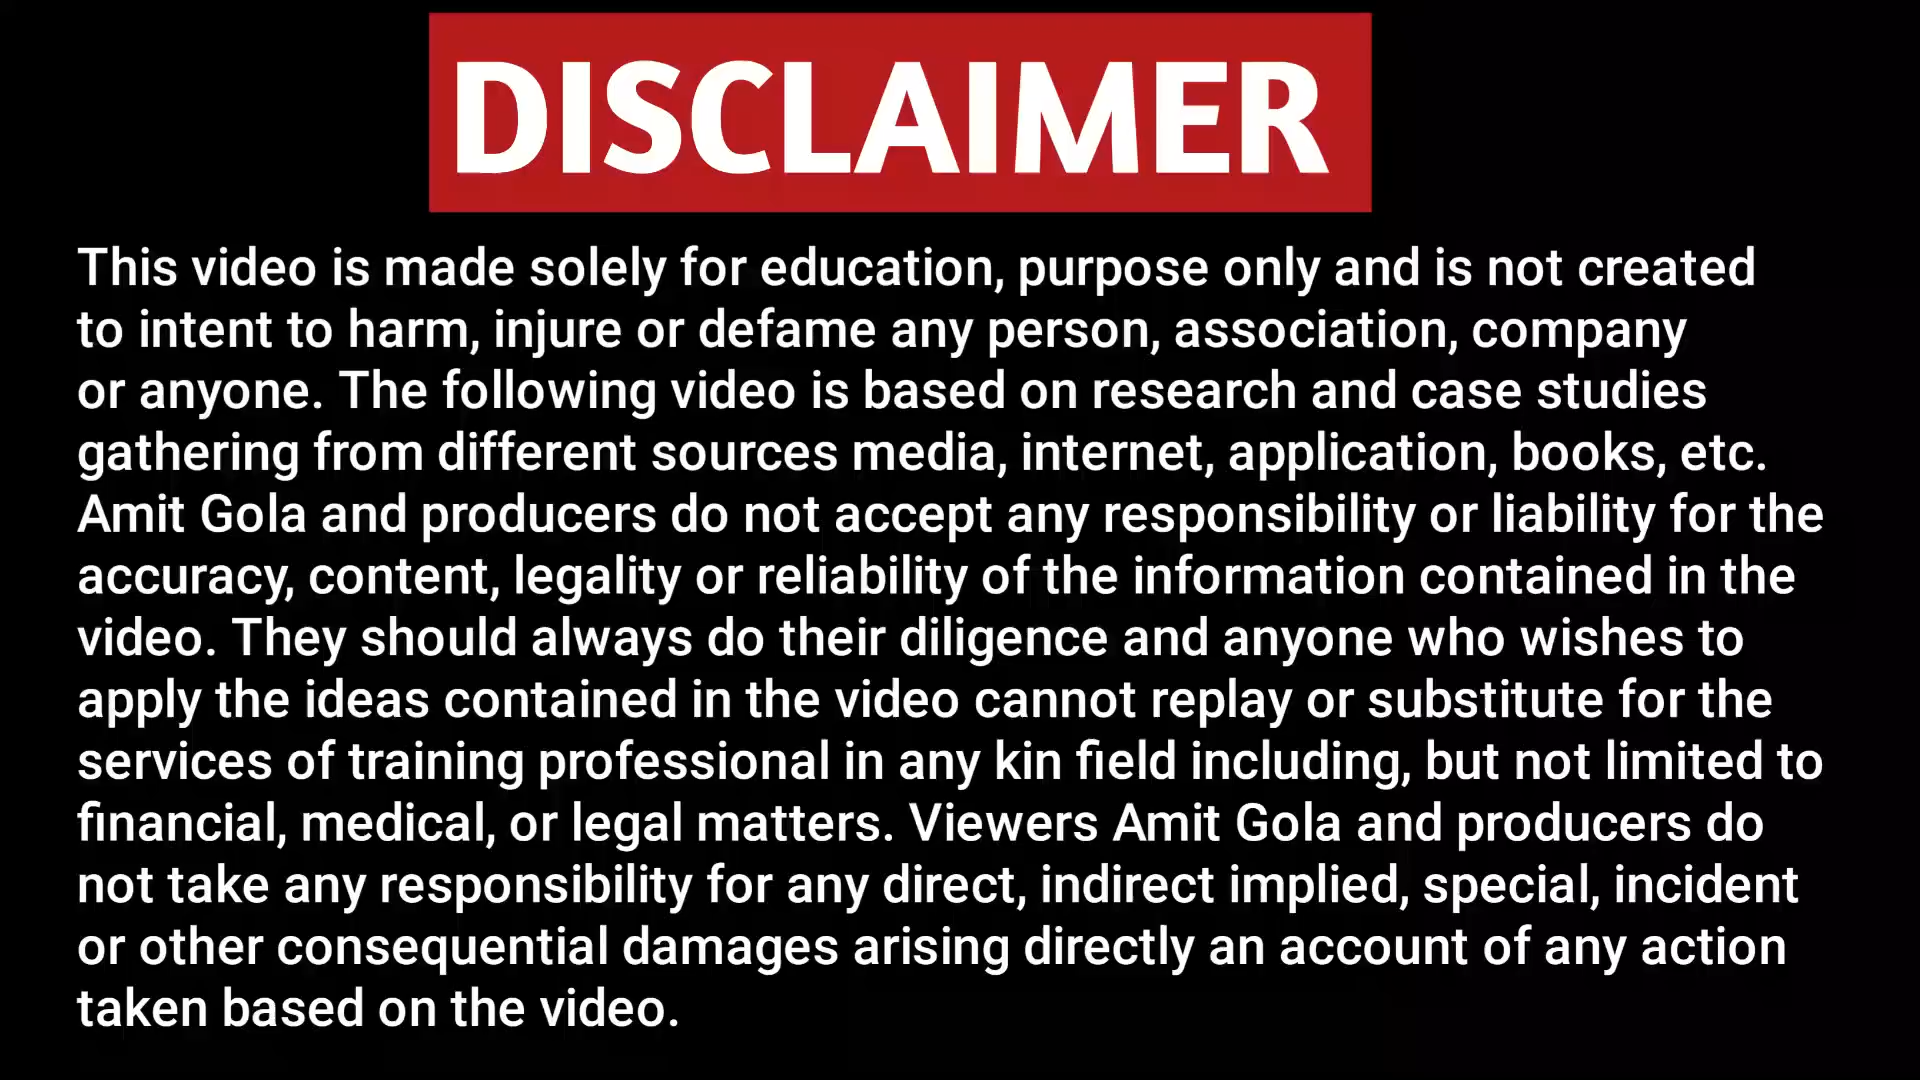 DISCLAIMER
This video is made solely for education, purpose only and is not created
to intent to harm, injure or defame any person, association, company
or anyone. The following video is based on research and case studies
gathering from different sources media, internet, application, books, etc.
Amit Gola and producers do not accept any responsibility or liability for the
accuracy, content, legality or reliability of the information contained in the
video. They should always do their diligence and anyone who wishes to
apply the ideas contained in the video cannot replay or substitute for the
services of training professional in any kin field including, but not limited to
financial, medical, or legal matters. Viewers Amit Gola and producers do
not take any responsibility for any direct, indirect implied, special, incident
or other consequential damages arising directly an account of any action
taken based on the video.